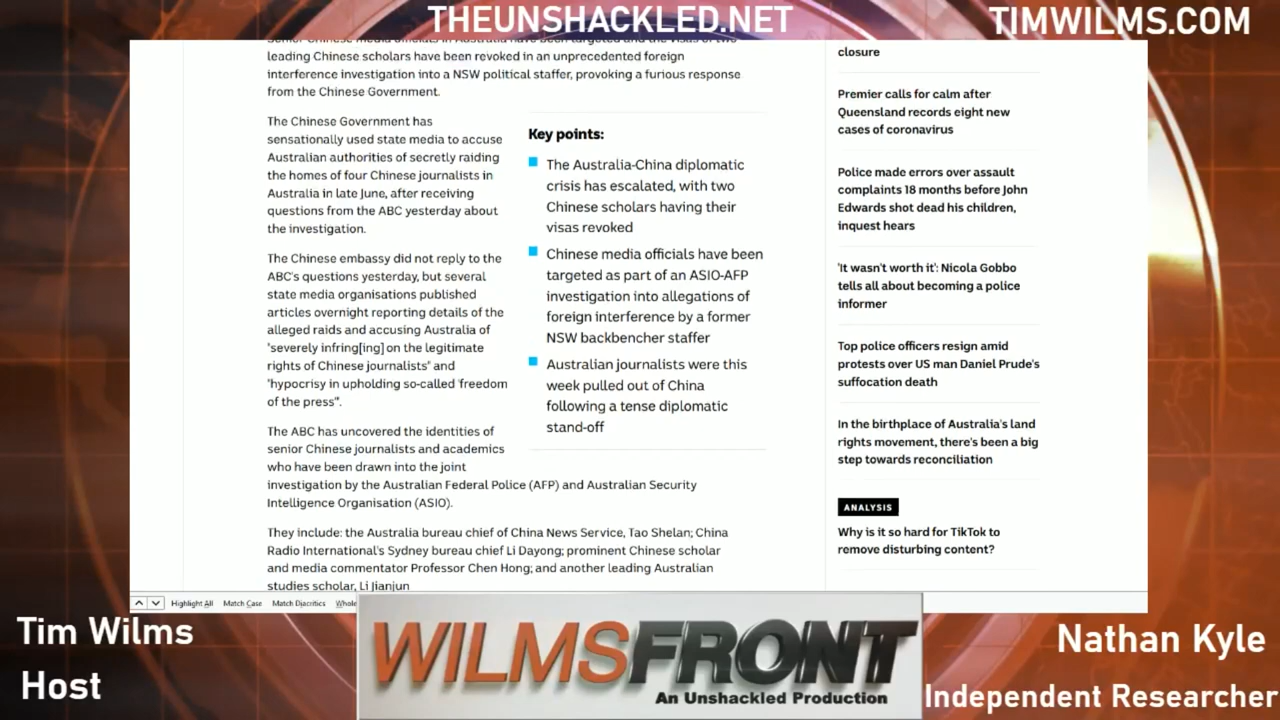 THEUNSHACKLED.NET
TIMWILMS.COM
Senior Chinese media officials in Australia have been targeted and the visas of two
leading Chinese scholars have been revoked in an unprecedented foreign
interference investigation into a NSW political staffer, provoking a furious response
from the Chinese Government.
The Chinese Government has
sensationally used state media to accuse
Australian authorities of secretly raiding
the homes of four Chinese journalists in
Australia in late June, after receiving
questions from the ABC yesterday about
the investigation.
The Chinese embassy did not reply to the
ABC's questions yesterday, but several
state media organisations published
articles overnight reporting details of the
alleged raids and accusing Australia of
"severely infring[ing] on the legitimate
rights of Chinese journalists" and
"hypocrisy in upholding so-called 'freedom
of the press'".
The ABC has uncovered the identities of
senior Chinese journalists and academics
who have been drawn into the joint
investigation by the Australian Federal Police (AFP) and Australian Security
Intelligence Organisation (ASIO).
They include: the Australia bureau chief of China News Service, Tao Shelan; China
Radio International's Sydney bureau chief Li Dayong; prominent Chinese scholar
and media commentator Professor Chen Hong; and another leading Australian
studies scholar, Li Jianjun
Key points:
The Australia-China diplomatic
crisis has escalated, with two
Chinese scholars having their
visas revoked
Chinese media officials have been
targeted as part of an ASIO-AFP
investigation into allegations of
foreign interference by a former
NSW backbencher staffer
Australian journalists were this
week pulled out of China
following a tense diplomatic
stand-off
closure
Premier calls for calm after
Queensland records eight new
cases of coronavirus
Police made errors over assault
complaints 18 months before John
Edwards shot dead his children,
inquest hears
'It wasn't worth it': Nicola Gobbo
tells all about becoming a police
informer
Top police officers resign amid
protests over US man Daniel Prude's
suffocation death
In the birthplace of Australia's land
rights movement, there's been a big
step towards reconciliation
ANALYSIS
Why is it so hard for TikTok to
remove disturbing content?
Highlight All Match Case Match Diacritics Whole
Tim Wilms
Host
WILMSFRONT
An Unshackled Production
Nathan Kyle
Independent Researcher